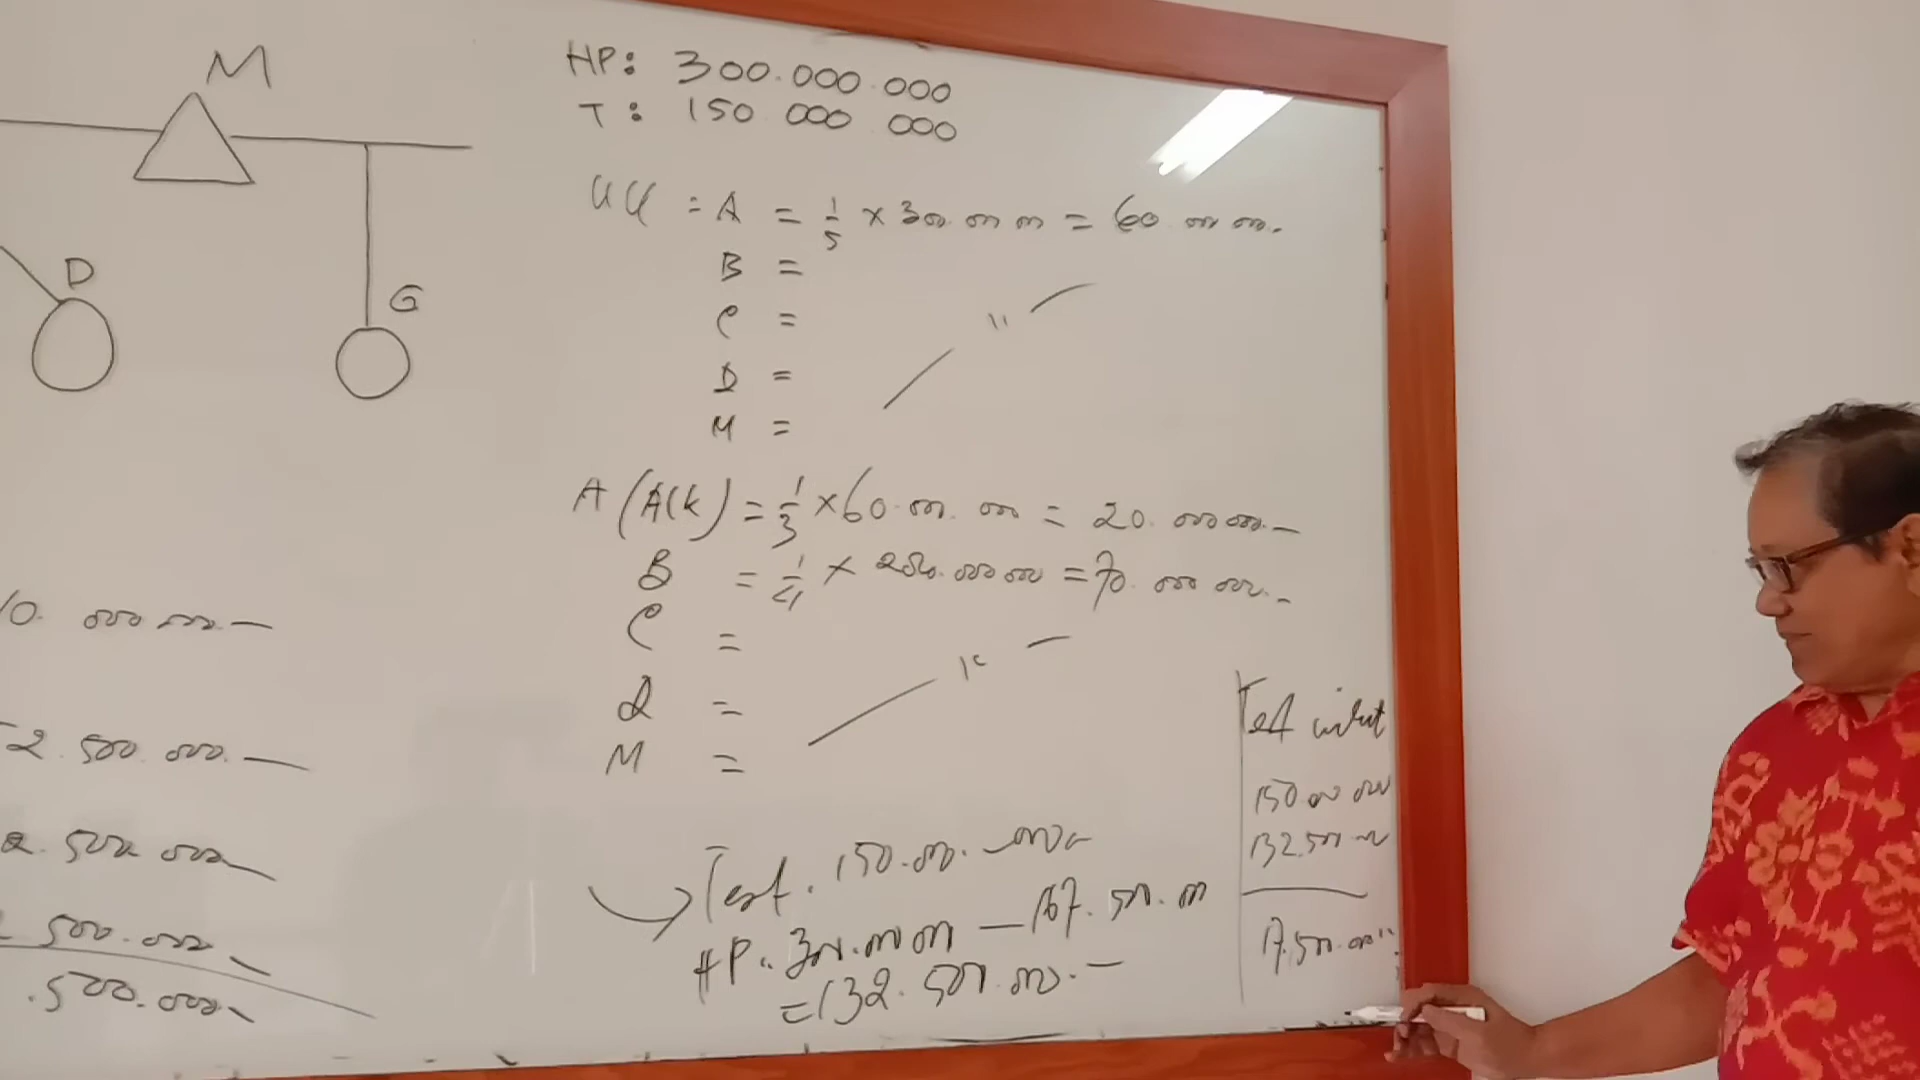 M
D
G
10. 000 000.—
2.500.000.—
2.500 000
500.000
.500.000
HP: 300.000.000
T: 150 000 000
UU = A = 1/5 x 300 000 000 = 60 000 000.
B =
C = "
D =
M =
A (Ack) = 1/3 x 60.000.000 = 20.000 000.—
B = 1/4 x 000 000 = 70.000 000.-
C =
D =
M =
Test. 150.000.000
HP. 300.000 000 — 167.500.000
= 132.500.000.—
150 000 000
132.500 000
17.500.000